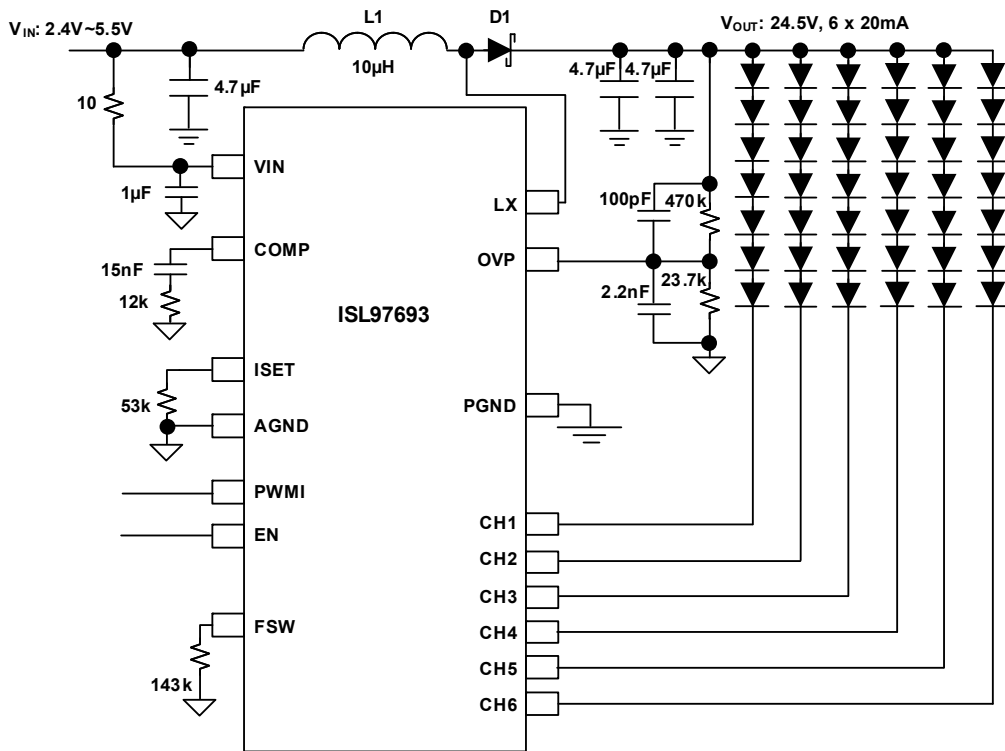 VIN: 2.4V~5.5V
L1
D1
VOUT: 24.5V, 6 x 20mA
10µH
4.7µF
4.7µF
4.7µF
10
VIN
1µF
LX
100pF
470k
COMP
OVP
15nF
23.7k
12k
2.2nF
ISL97693
ISET
53k
PGND
AGND
PWMI
EN
CH1
CH2
CH3
FSW
CH4
CH5
143k
CH6